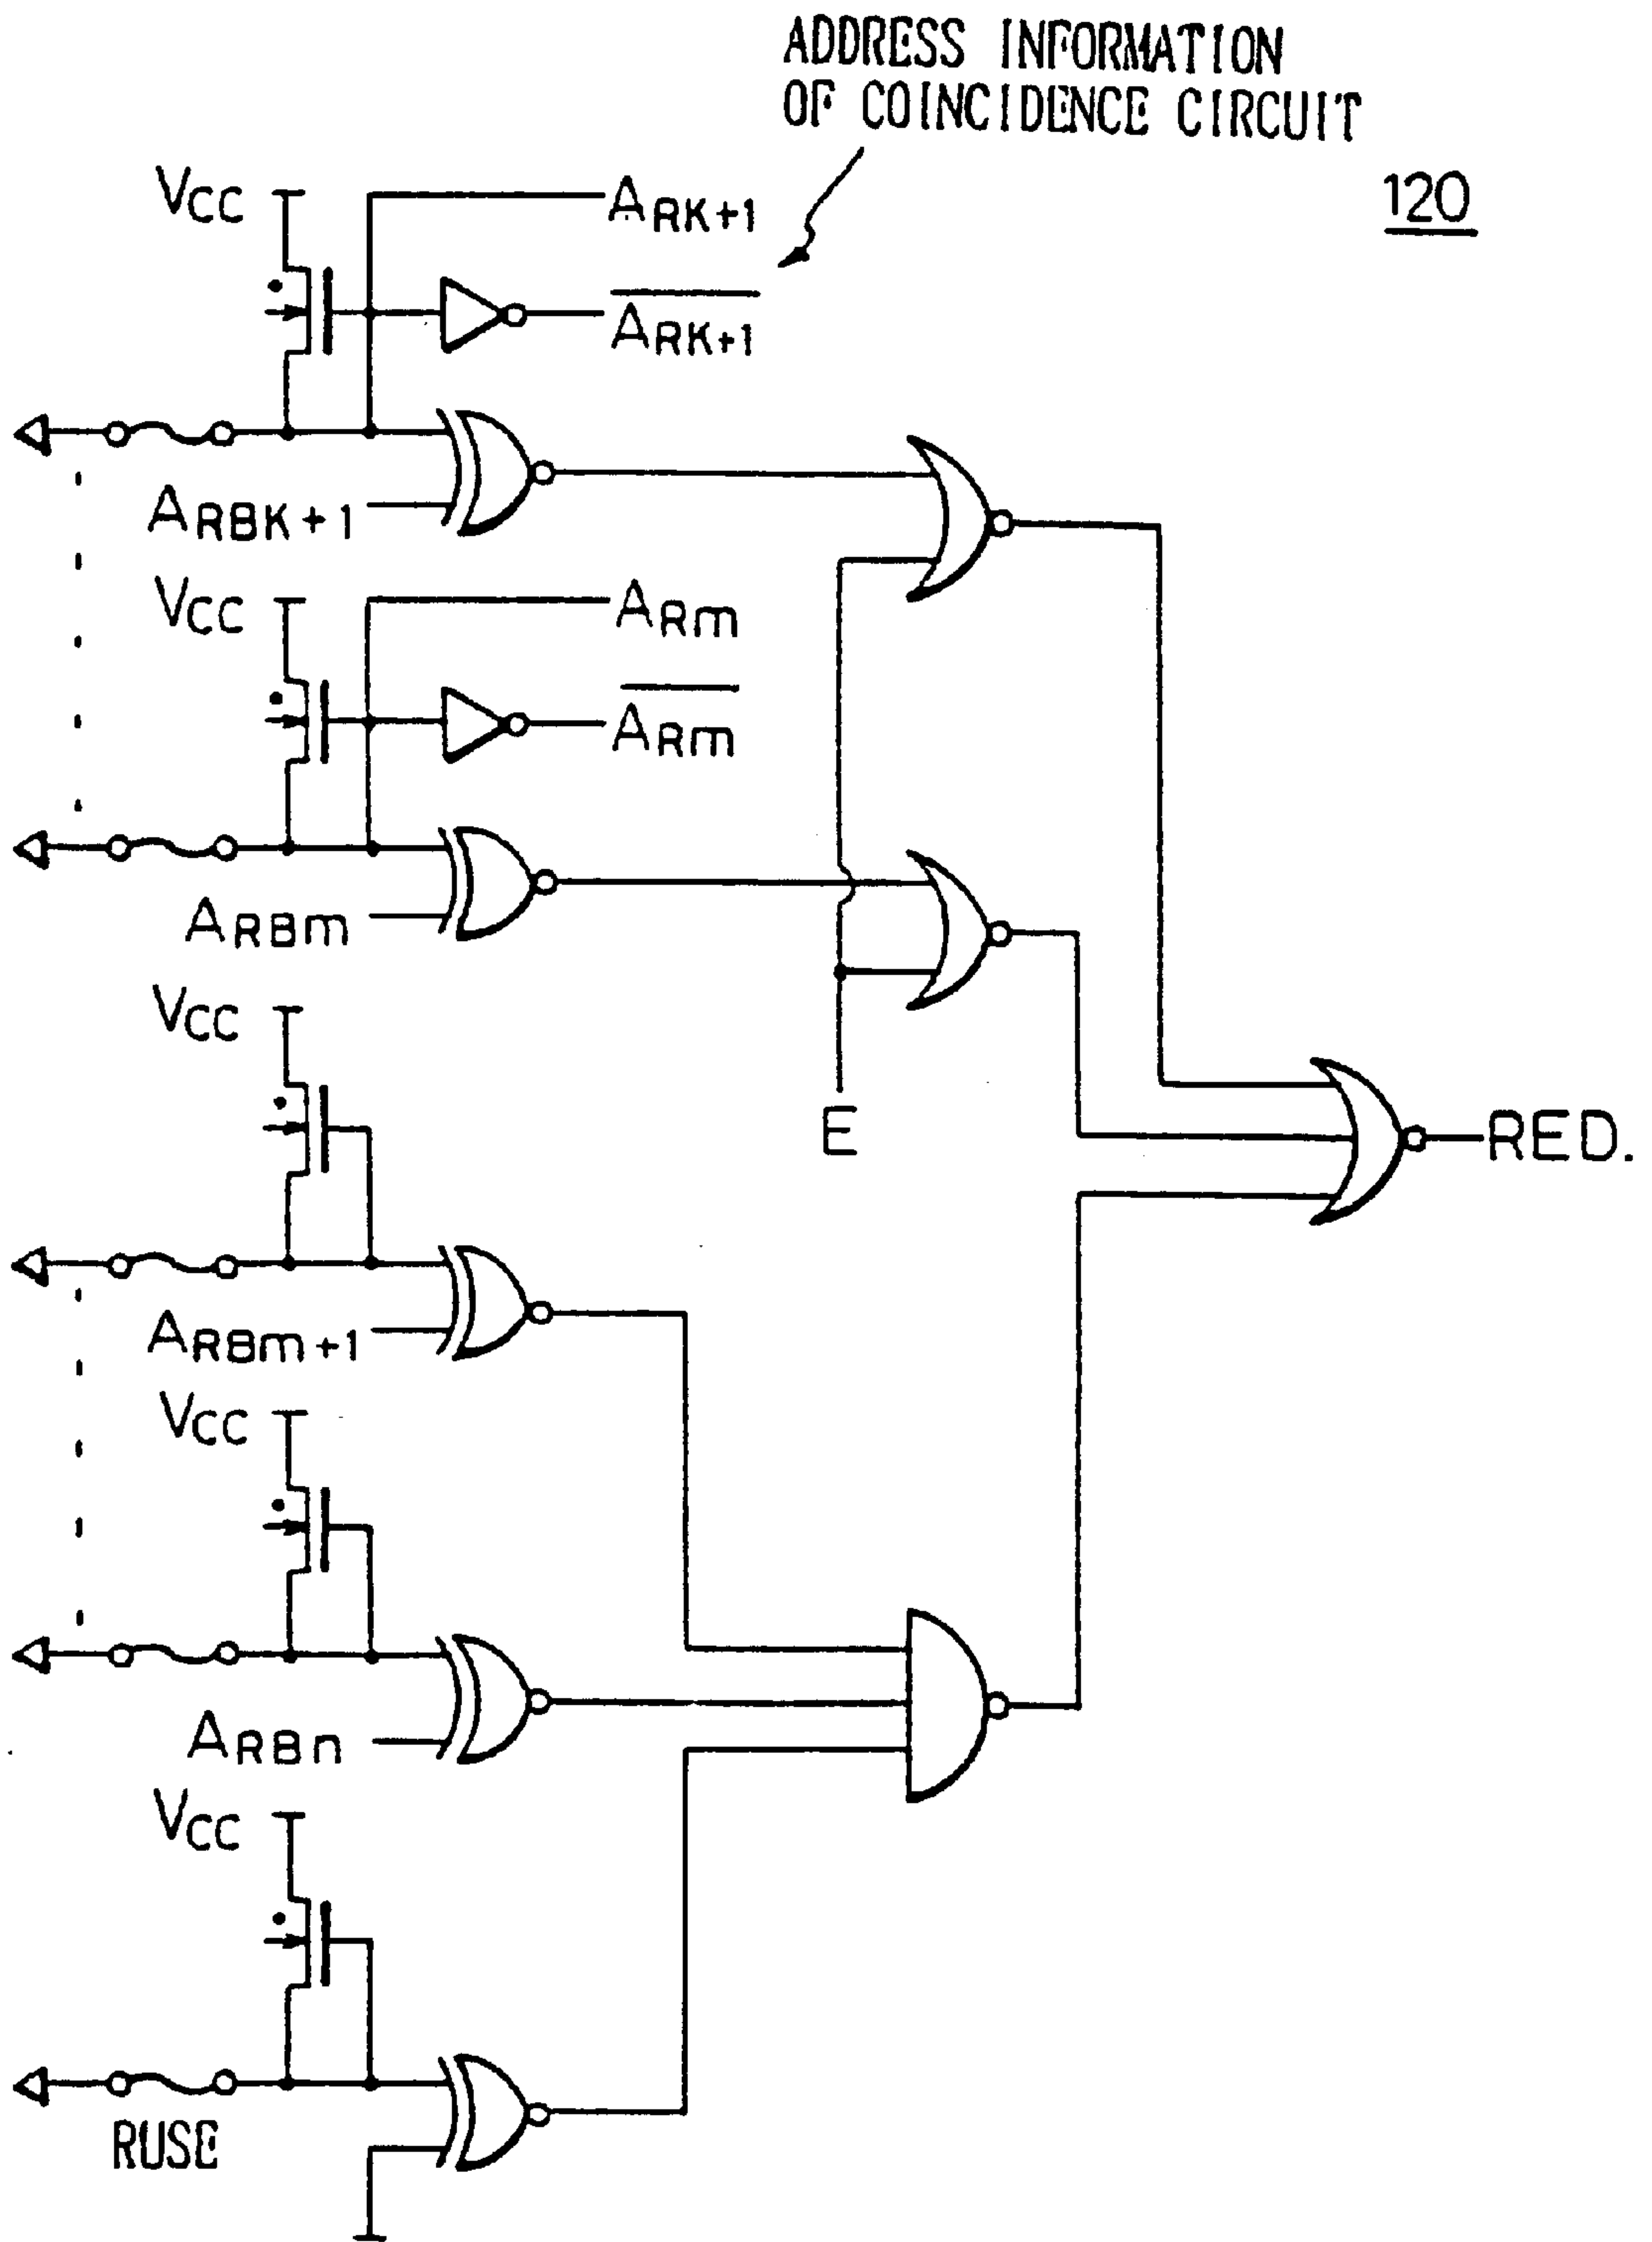 ADDRESS INFORMATION
OF COINCIDENCE CIRCUIT
120
VCC
ARK+1
ARK+1
ARBK+1
VCC
ARm
ARm
ARBm
VCC
E
RED.
ARBm+1
VCC
ARBn
VCC
RUSE